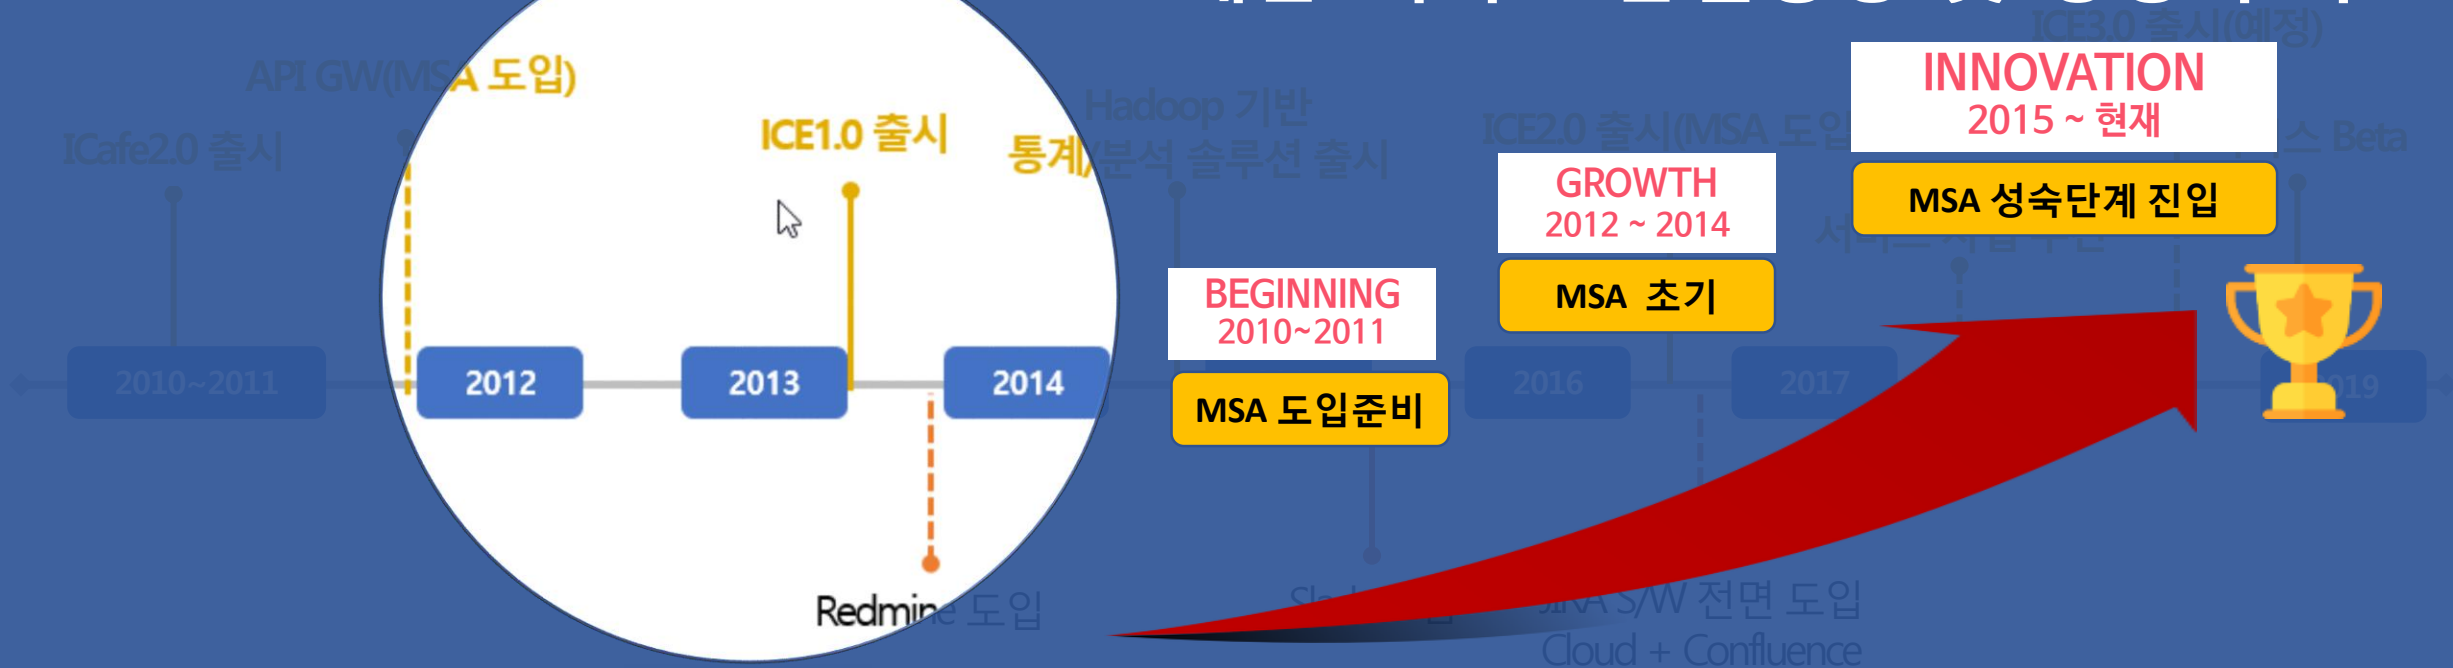 ICE3.0 출시(예정)
API GW(MSA 도입)
ICafe2.0 출시
ICE1.0 출시
Hadoop 기반
통계/분석 솔루션 출시
ICE2.0 출시(MSA 도입
Beta
INNOVATION
2015 ~ 현재
MSA 성숙단계 진입
GROWTH
2012 ~ 2014
MSA 초기
BEGINNING
2010~2011
MSA 도입준비
2010~2011
2012
2013
2014
2016
2017
Redmine 도입
JIRA S/W 전면 도입
Cloud + Confluence